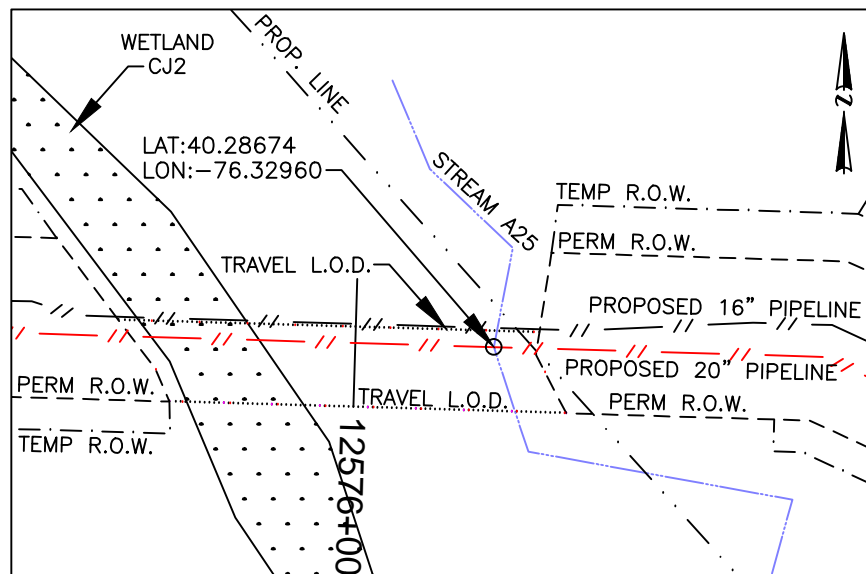 WETLAND
CJ2
PROP. LINE
LAT:40.28674
LON:-76.32960
STREAM A25
TEMP R.O.W.
PERM R.O.W.
TRAVEL L.O.D.
PROPOSED 16" PIPELINE
PROPOSED 20" PIPELINE
PERM R.O.W.
TRAVEL L.O.D.
PERM R.O.W.
TEMP R.O.W.
12576+00
N